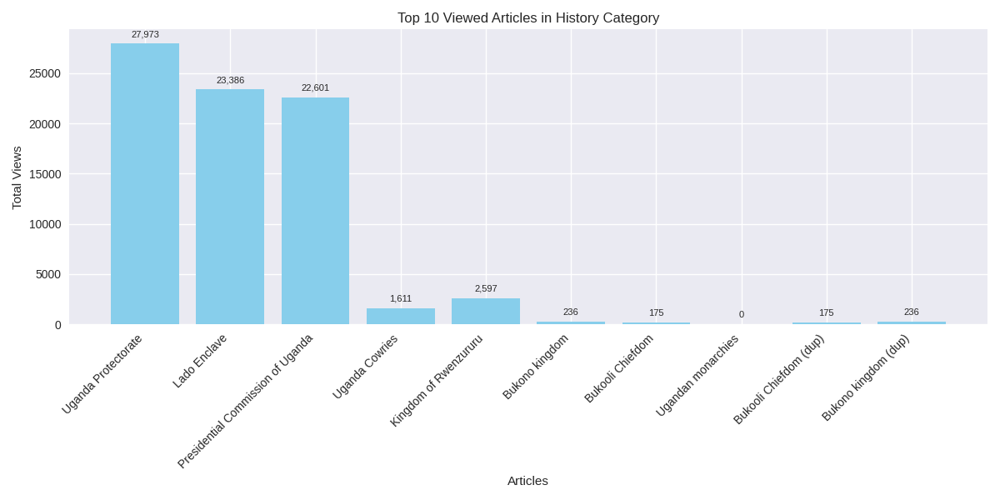 Top 10 Viewed Articles in History Category
Total Views
25000
20000
15000
10000
5000
0
27,973
23,386
22,601
1,611
2,597
236
175
0
175
236
Uganda Protectorate
Lado Enclave
Presidential Commission of Uganda
Uganda Cowries
Kingdom of Rwenzururu
Bukono kingdom
Bukooli Chiefdom
Ugandan monarchies
Bukooli Chiefdom (dup)
Bukono kingdom (dup)
Articles